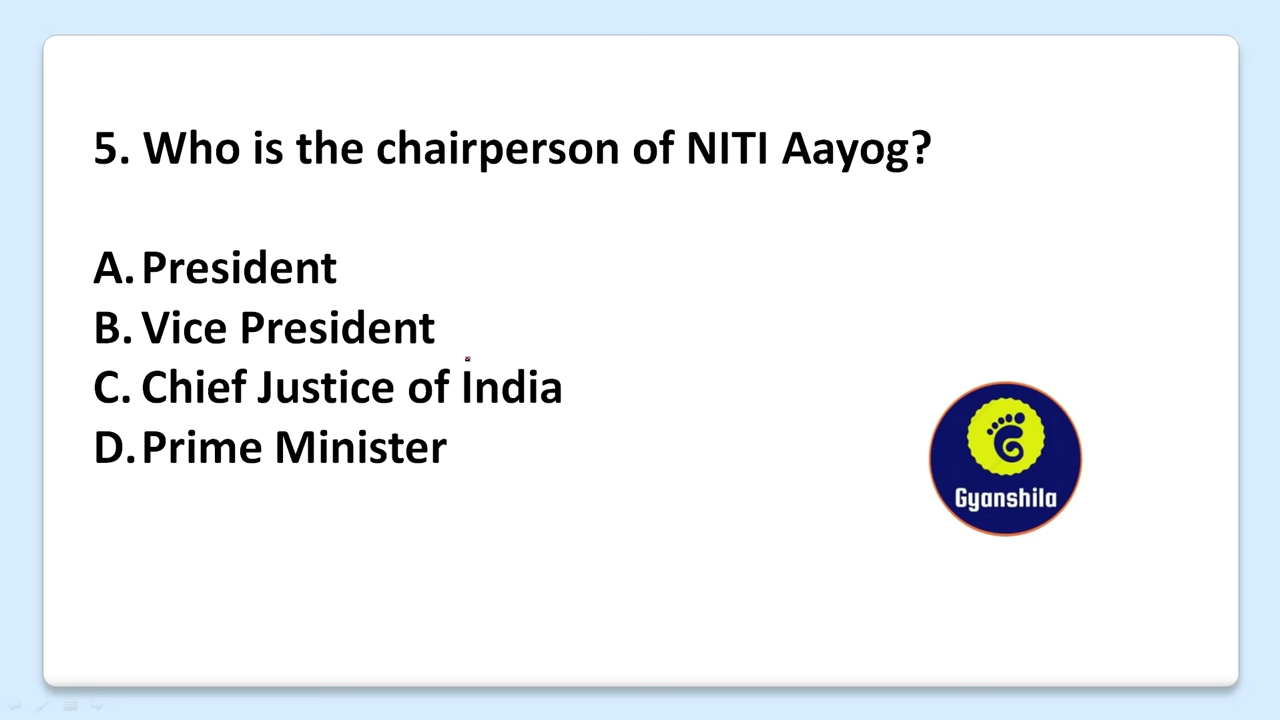 5. Who is the chairperson of NITI Aayog?
A. President
B. Vice President
C. Chief Justice of India
D. Prime Minister
Gyanshila